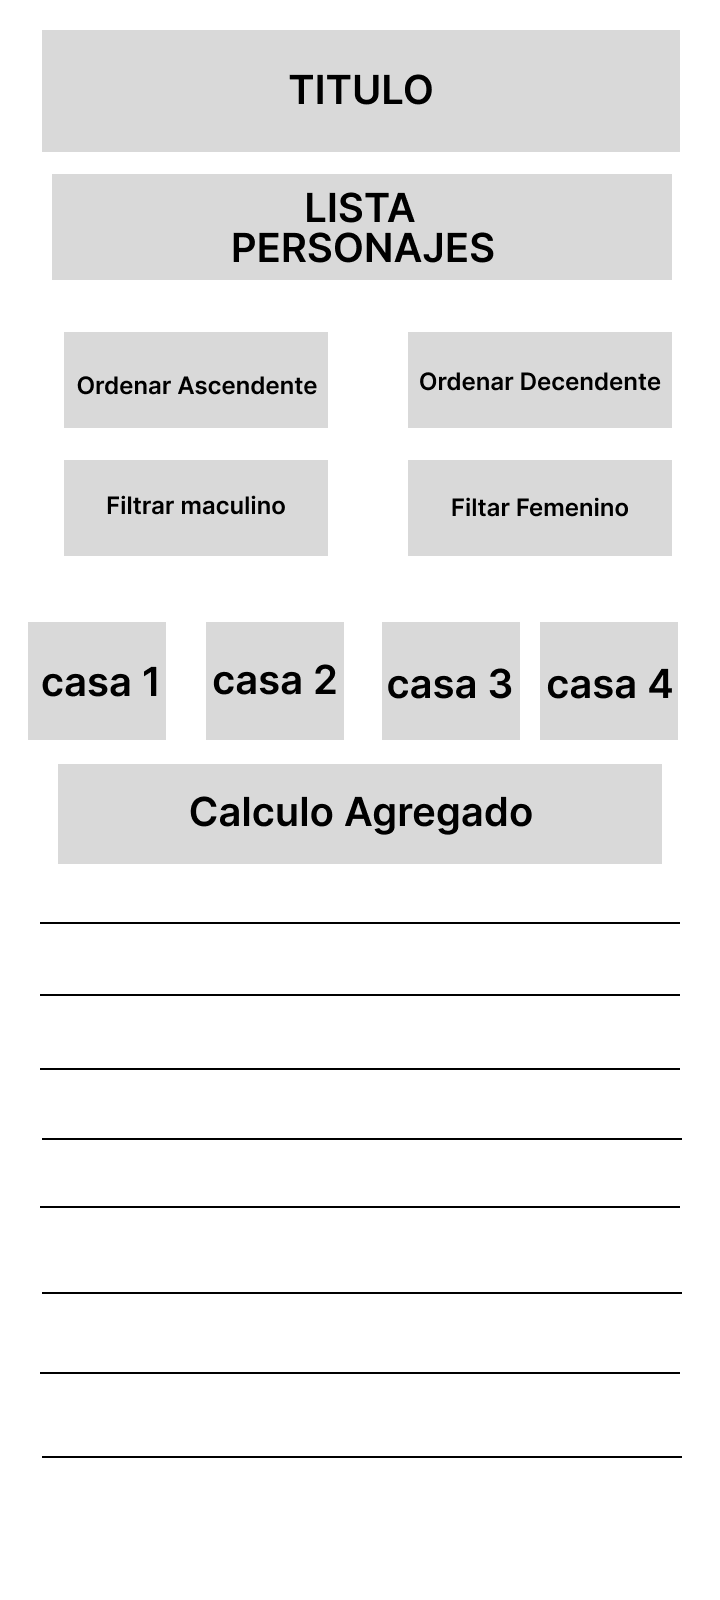 TITULO
LISTA
PERSONAJES
Ordenar Ascendente
Ordenar Decendente
Filtrar maculino
Filtar Femenino
casa 1
casa 2
casa 3
casa 4
Calculo Agregado